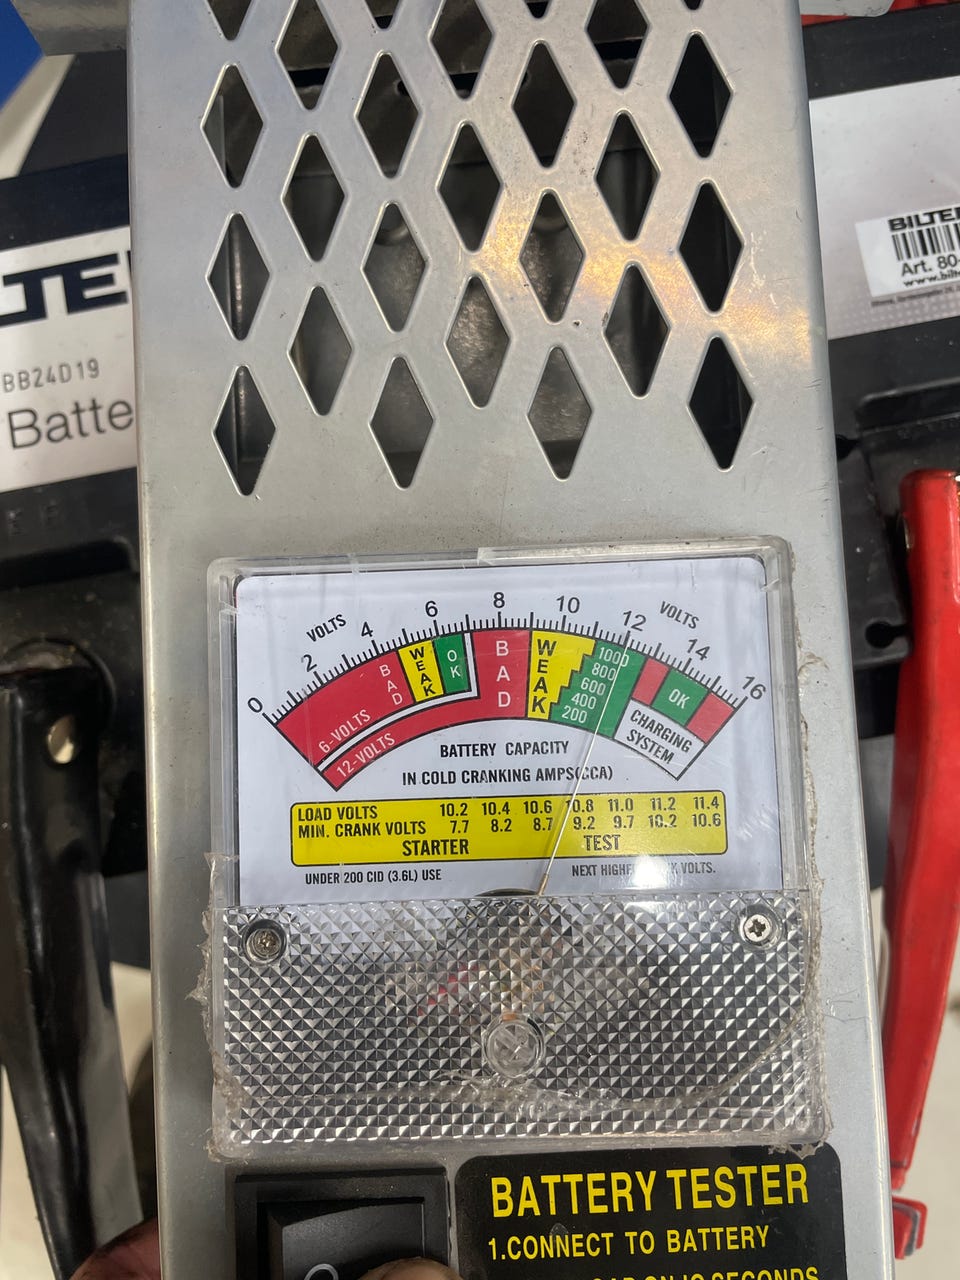 BILTE
Art. 80-
LTE
BB24D19
Batte
VOLTS
VOLTS
0 2 4 6 8 10 12 14 16
BAD WEAK OK BAD WEAK 1000 800 600 400 200 OK
6-VOLTS
12-VOLTS
CHARGING
SYSTEM
BATTERY CAPACITY
IN COLD CRANKING AMPS(CCA)
LOAD VOLTS 10.2 10.4 10.6 10.8 11.0 11.2 11.4
MIN. CRANK VOLTS 7.7 8.2 8.7 9.2 9.7 10.2 10.6
STARTER TEST
UNDER 200 CID (3.6L) USE NEXT HIGHE K VOLTS.
BATTERY TESTER
1.CONNECT TO BATTERY